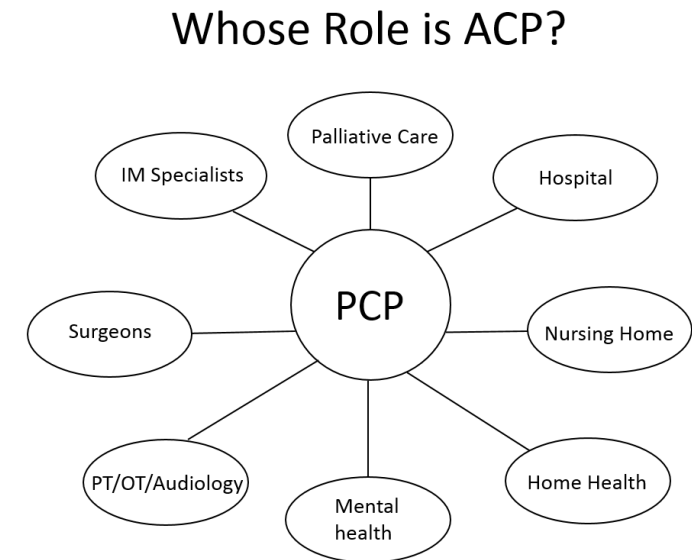 Whose Role is ACP?
Palliative Care
IM Specialists
Hospital
PCP
Surgeons
Nursing Home
PT/OT/Audiology
Home Health
Mental
health